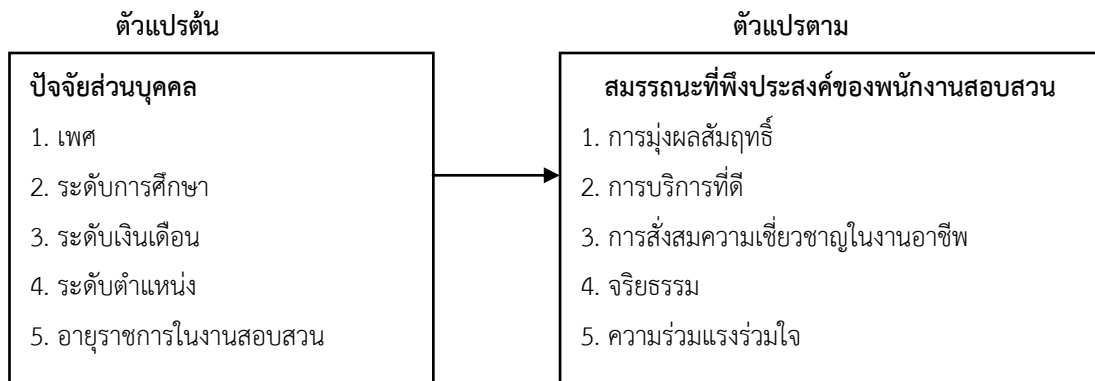 ตัวแปรต้น
ปัจจัยส่วนบุคคล
1. เพศ
2. ระดับการศึกษา
3. ระดับเงินเดือน
4. ระดับตำแหน่ง
5. อายุราชการในงานสอบสวน
ตัวแปรตาม
สมรรถนะที่พึงประสงค์ของพนักงานสอบสวน
1. การมุ่งผลสัมฤทธิ์
2. การบริการที่ดี
3. การสั่งสมความเชี่ยวชาญในงานอาชีพ
4. จริยธรรม
5. ความร่วมแรงร่วมใจ